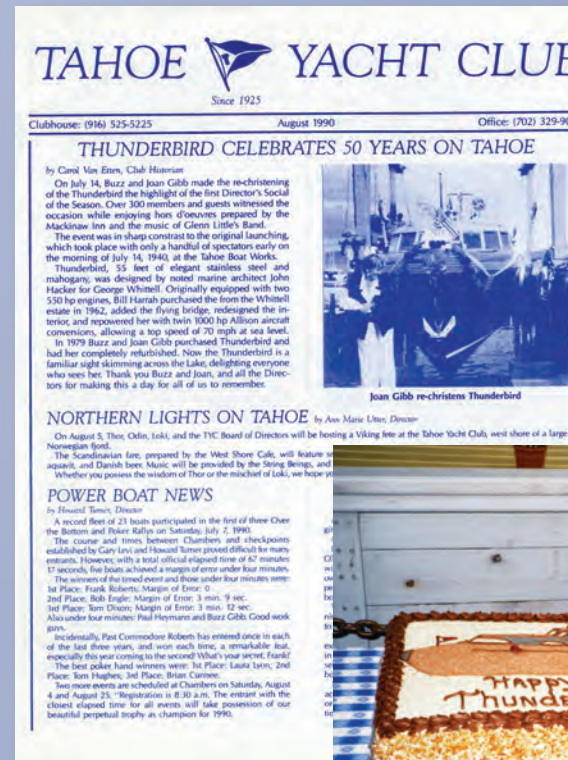 TAHOE YACHT CLUB
Since 1925
Clubhouse: (916) 525-5225 August 1990 Office: (702) 329-90
THUNDERBIRD CELEBRATES 50 YEARS ON TAHOE
by Carol Van Etten, Club Historian
On July 14, Buzz and Joan Gibb made the re-christening
of the Thunderbird the highlight of the first Director's Social
of the Season. Over 300 members and guests witnessed the
occasion while enjoying hors d'oeuvres prepared by the
Mackinaw Inn and the music of Glenn Little's Band.
The event was in sharp constrast to the original launching,
which took place with only a handful of spectators early on
the morning of July 14, 1940, at the Tahoe Boat Works.
Thunderbird, 55 feet of elegant stainless steel and
mahogany, was designed by noted marine architect John
Hacker for George Whittell. Originally equipped with two
550 hp engines, Bill Harrah purchased the from the Whittell
estate in 1962, added the flying bridge, redesigned the in-
terior, and repowered her with twin 1000 hp Allison aircraft
conversions, allowing a top speed of 70 mph at sea level.
In 1979 Buzz and Joan Gibb purchased Thunderbird and
had her completely refurbished. Now the Thunderbird is a
familiar sight skimming across the Lake, delighting everyone
who sees her. Thank you Buzz and Joan, and all the Direc-
tors for making this a day for all of us to remember.
Joan Gibb re-christens Thunderbird
NORTHERN LIGHTS ON TAHOE by Ann Marie Utter, Director
On August 5, Thor, Odin, Loki, and the TYC Board of Directors will be hosting a Viking fete at the Tahoe Yacht Club, west shore of a large
Norwegian fjord.
The Scandinavian fare, prepared by the West Shore Cafe, will feature
aquavit, and Danish beer. Music will be provided by the String Beings, and
Whether you possess the wisdom of Thor or the mischief of Loki, we hope yo
POWER BOAT NEWS
by Howard Turner, Director
A record fleet of 23 boats participated in the first of three Over
the Bottom and Poker Rallys on Saturday, July 7, 1990.
The course and times between Chambers and checkpoints
established by Gary Levi and Howard Turner proved difficult for many
entrants. However, with a total official elapsed time of 67 minutes
17 seconds, five boats achieved a margin of error under four minutes.
The winners of the timed event and those under four minutes were:
1st Place: Frank Roberts; Margin of Error: 0
2nd Place: Bob Engle; Margin of Error: 3 min. 9 sec.
3rd Place: Tom Dixon; Margin of Error: 3 min. 12 sec.
Also under four minutes: Paul Heymann and Buzz Gibb. Good work
guys.
Incidentally, Past Commodore Roberts has entered once in each
of the last three years, and won each time, a remarkable feat,
especially this year coming to the second! What's your secret, Frank?
The best poker hand winners were: 1st Place: Laura Lyon; 2nd
Place: Tom Hughes; 3rd Place: Brian
Two more events are scheduled at Chambers on Saturday, August
4 and August 25. "Registration is 8:30 a.m. The entrant with the
closest elapsed time for all events will take possession of our
beautiful perpetual trophy as champion for 1990.
HAPPY
THUNDE